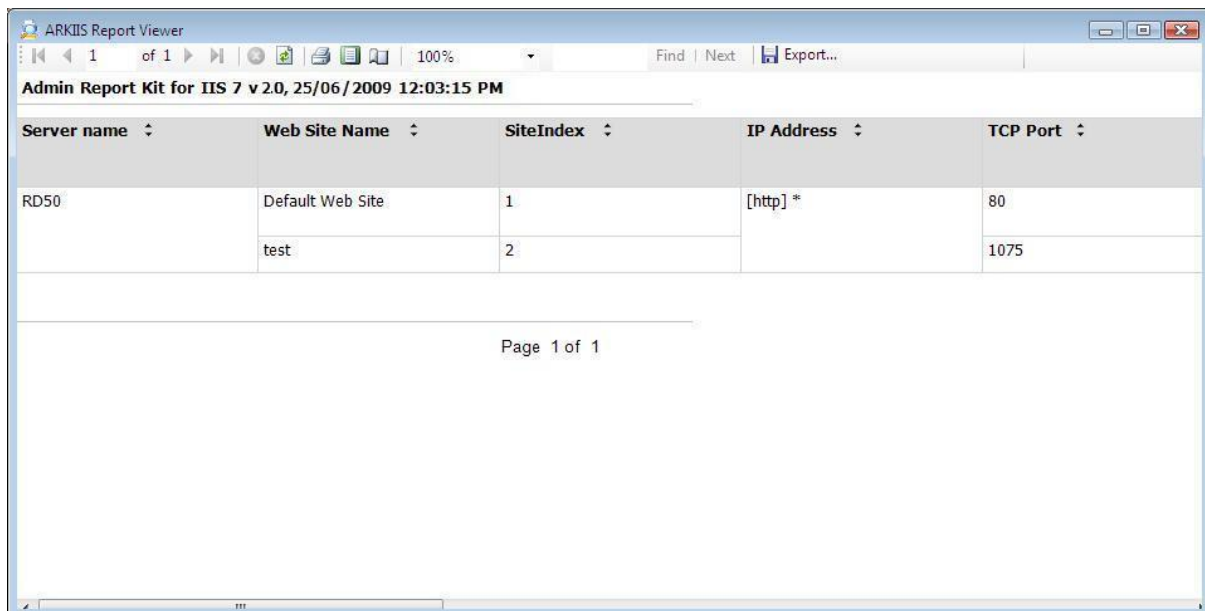 ARKIIS Report Viewer
1 of 1 100% Find | Next Export...
Admin Report Kit for IIS 7 v 2.0, 25/06/2009 12:03:15 PM
Server name Web Site Name SiteIndex IP Address TCP Port
RD50 Default Web Site 1 [http] * 80
test 2 1075
Page 1 of 1